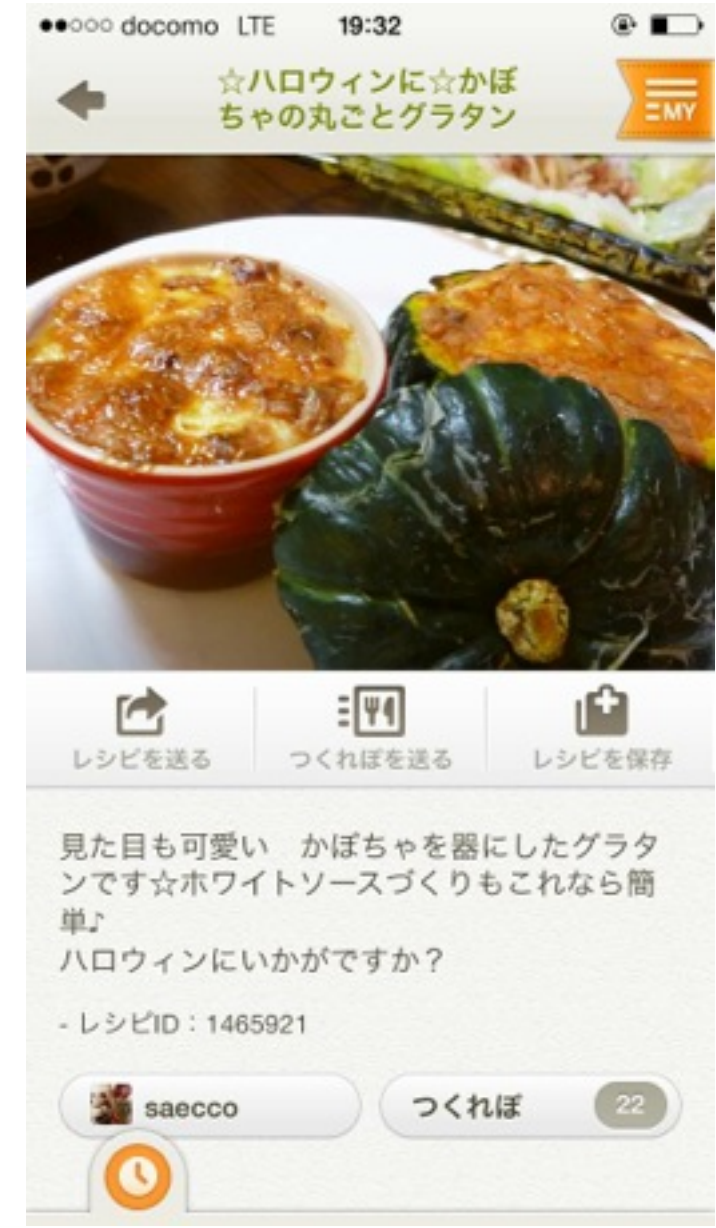 docomo LTE 19:32
☆ハロウィンに☆かぼ
ちゃの丸ごとグラタン
MY
レシピを送る つくれぽを送る レシピを保存
見た目も可愛い　かぼちゃを器にしたグラタ
ンです☆ホワイトソースづくりもこれなら簡
単♪
ハロウィンにいかがですか？
- レシピID：1465921
saecco つくれぽ 22